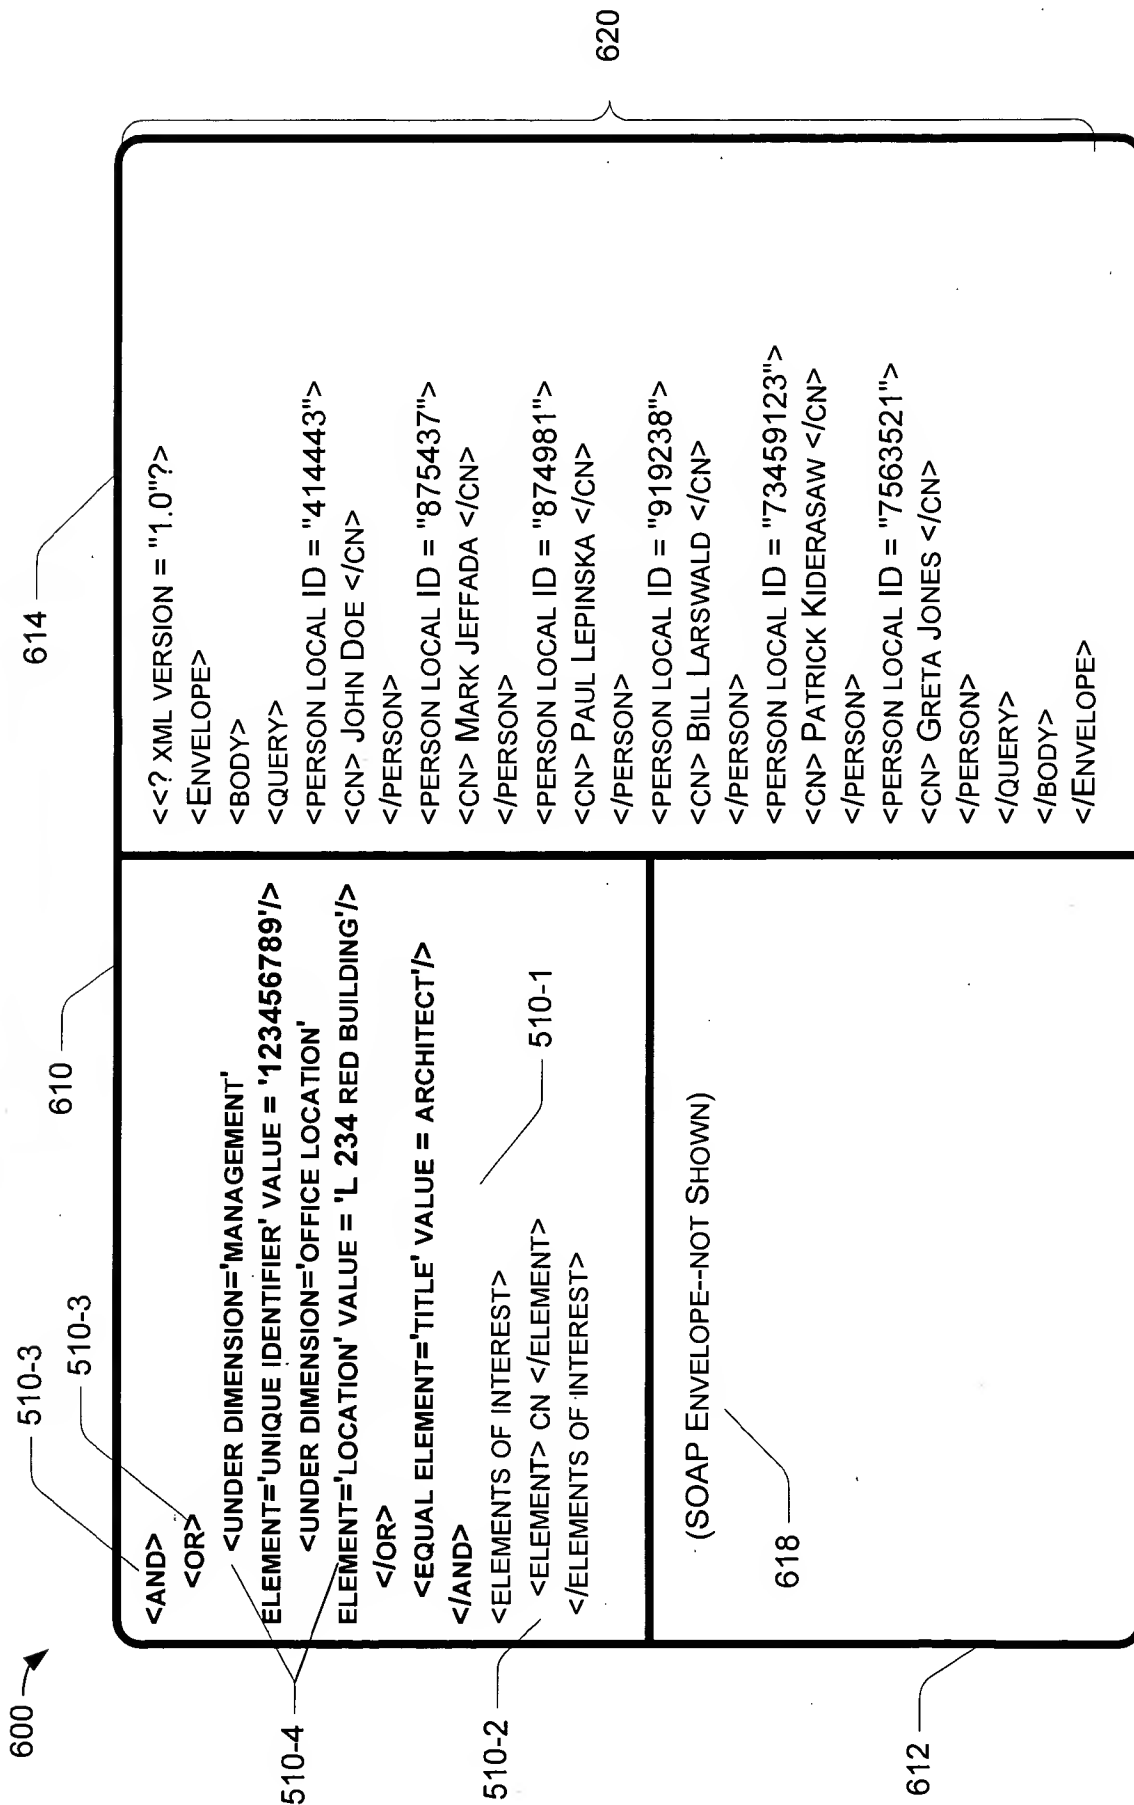 600
510-3
510-3
610
614
<AND>
<OR>
<UNDER DIMENSION='MANAGEMENT'
ELEMENT='UNIQUE IDENTIFIER' VALUE = '123456789'/>
<UNDER DIMENSION='OFFICE LOCATION'
ELEMENT='LOCATION' VALUE = 'L 234 RED BUILDING'/>
</OR>
<EQUAL ELEMENT='TITLE' VALUE = ARCHITECT'/>
</AND>
<ELEMENTS OF INTEREST>
<ELEMENT> CN </ELEMENT>
</ELEMENTS OF INTEREST>
510-4
510-2
510-1
(SOAP ENVELOPE--NOT SHOWN)
618
612
<<? XML VERSION = "1.0"?>
<ENVELOPE>
<BODY>
<QUERY>
<PERSON LOCAL ID = "414443">
<CN> JOHN DOE </CN>
</PERSON>
<PERSON LOCAL ID = "875437">
<CN> MARK JEFFADA </CN>
</PERSON>
<PERSON LOCAL ID = "874981">
<CN> PAUL LEPINSKA </CN>
</PERSON>
<PERSON LOCAL ID = "919238">
<CN> BILL LARSWALD </CN>
</PERSON>
<PERSON LOCAL ID = "73459123">
<CN> PATRICK KIDERASAW </CN>
</PERSON>
<PERSON LOCAL ID = "7563521">
<CN> GRETA JONES </CN>
</PERSON>
</QUERY>
</BODY>
</ENVELOPE>
620